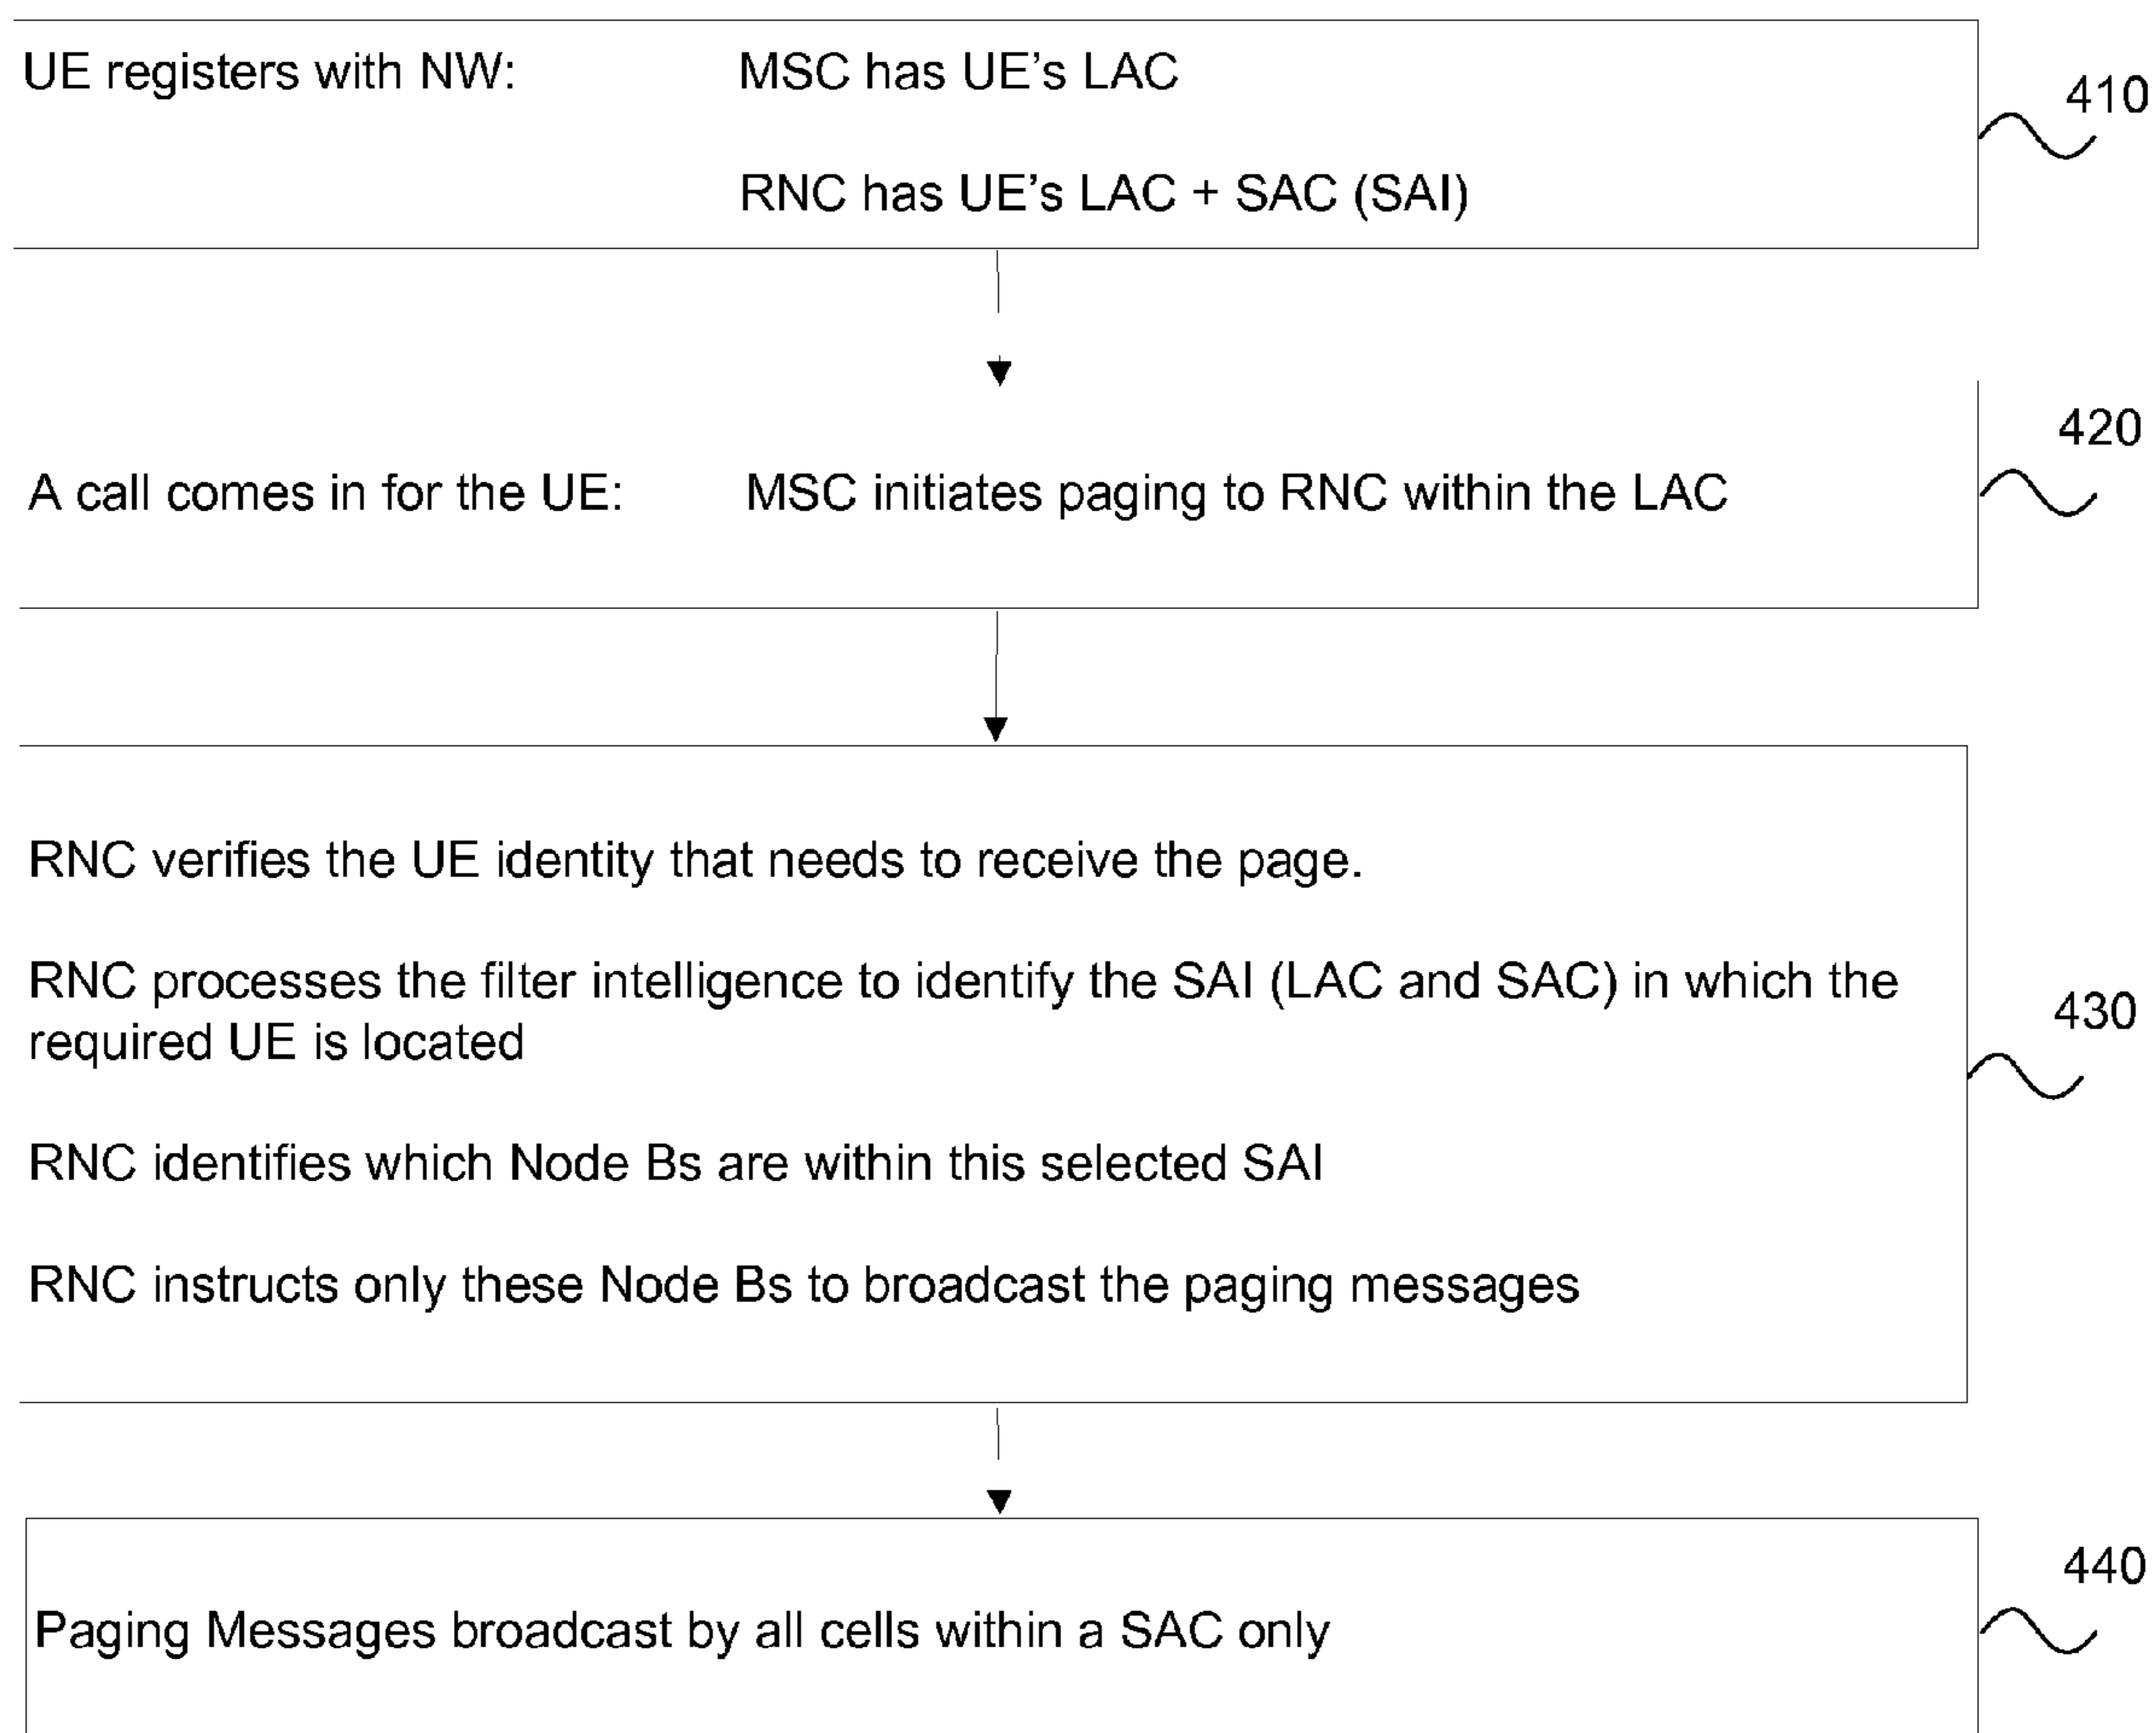 UE registers with NW: MSC has UE's LAC
410
RNC has UE's LAC + SAC (SAI)
420
A call comes in for the UE: MSC initiates paging to RNC within the LAC
RNC verifies the UE identity that needs to receive the page.
RNC processes the filter intelligence to identify the SAI (LAC and SAC) in which the
required UE is located
430
RNC identifies which Node Bs are within this selected SAI
RNC instructs only these Node Bs to broadcast the paging messages
440
Paging Messages broadcast by all cells within a SAC only